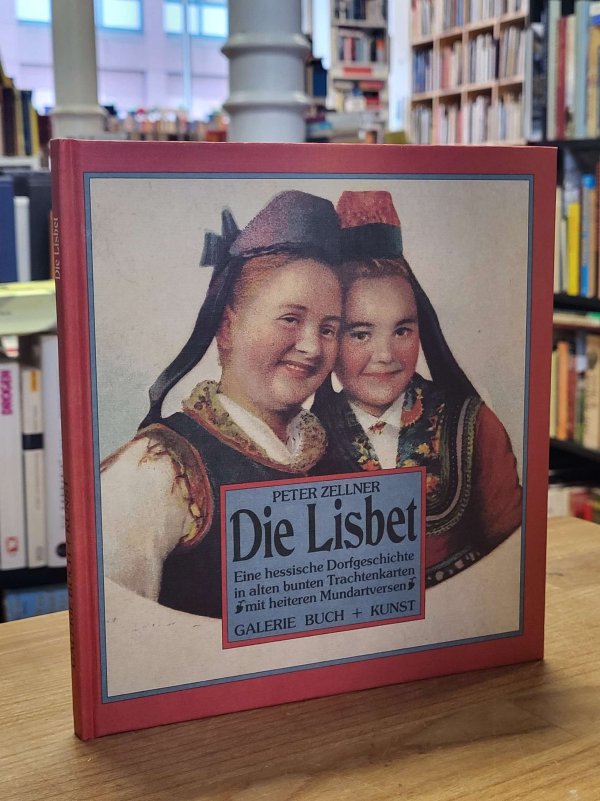 PETER ZELLNER
Die Lisbet
Eine hessische Dorfgeschichte
in alten bunten Trachtenkarten
mit heiteren Mundartversen
GALERIE BUCH + KUNST
Die Lisbet
DROGEN